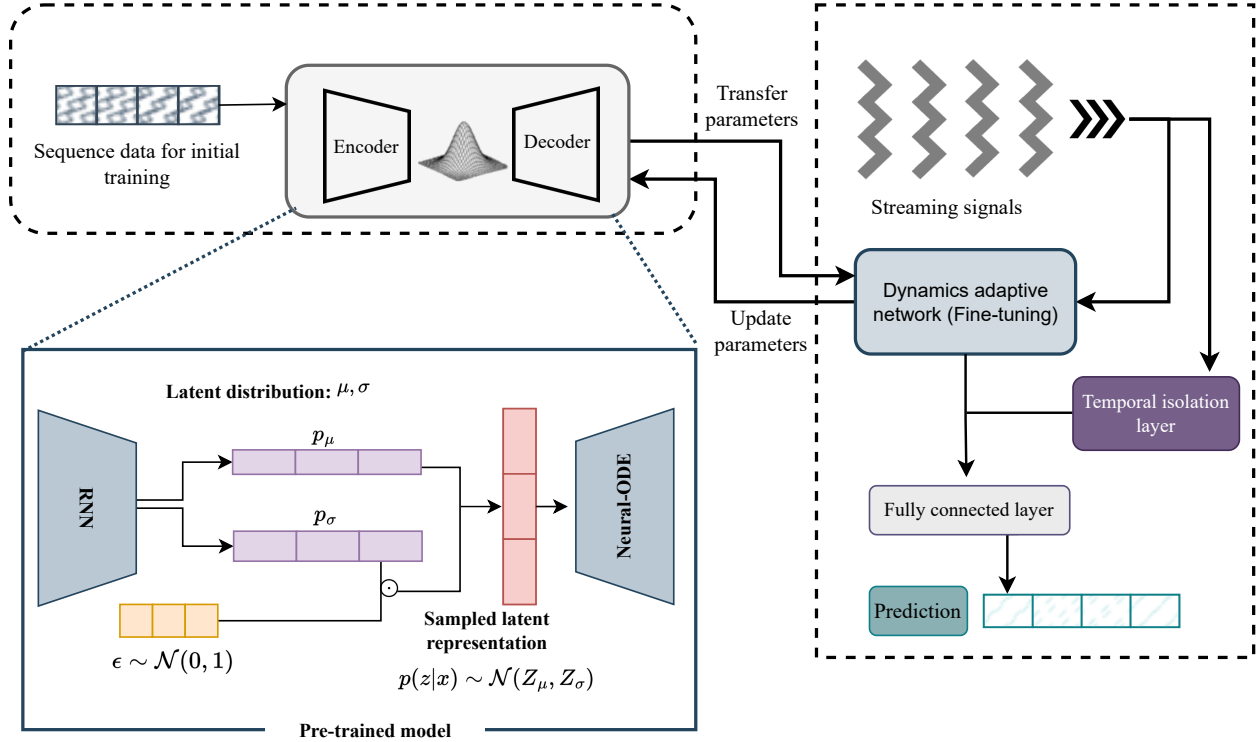 Sequence data for initial
training
Encoder
Decoder
Transfer
parameters
Streaming signals
Dynamics adaptive
network (Fine-tuning)
Update
parameters
Temporal isolation
layer
Fully connected layer
Prediction
Latent distribution: μ, σ
RNN
p_μ
p_σ
ϵ ∼ 𝒩(0, 1)
Sampled latent
representation
p(z|x) ∼ 𝒩(Z_μ, Z_σ)
Neural-ODE
Pre-trained model